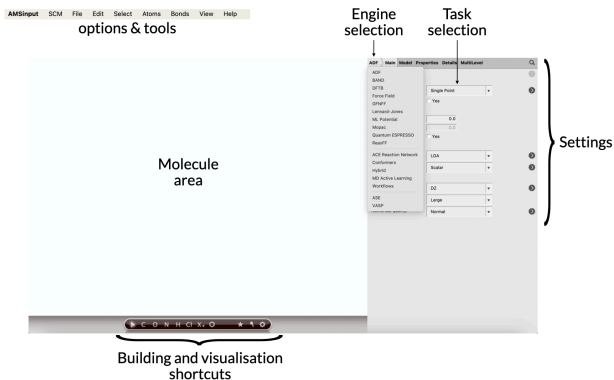 AMSinput SCM File Edit Select Atoms Bonds View Help
options & tools
Engine
selection
Task
selection
ADF Main Model Properties Details MultiLevel
ADF
BAND
DFTB
Force Field
GFNFF
Lennard-Jones
ML Potential
Mopac
Quantum ESPRESSO
ReaxFF
ACE Reaction Network
Conformers
Hybrid
MD Active Learning
Workflows
ASE
VASP
Single Point
Yes
0.0
0.0
Yes
LDA
Scalar
DZ
Large
Normal
Settings
Molecule
area
C O N H Cl X.
Building and visualisation
shortcuts